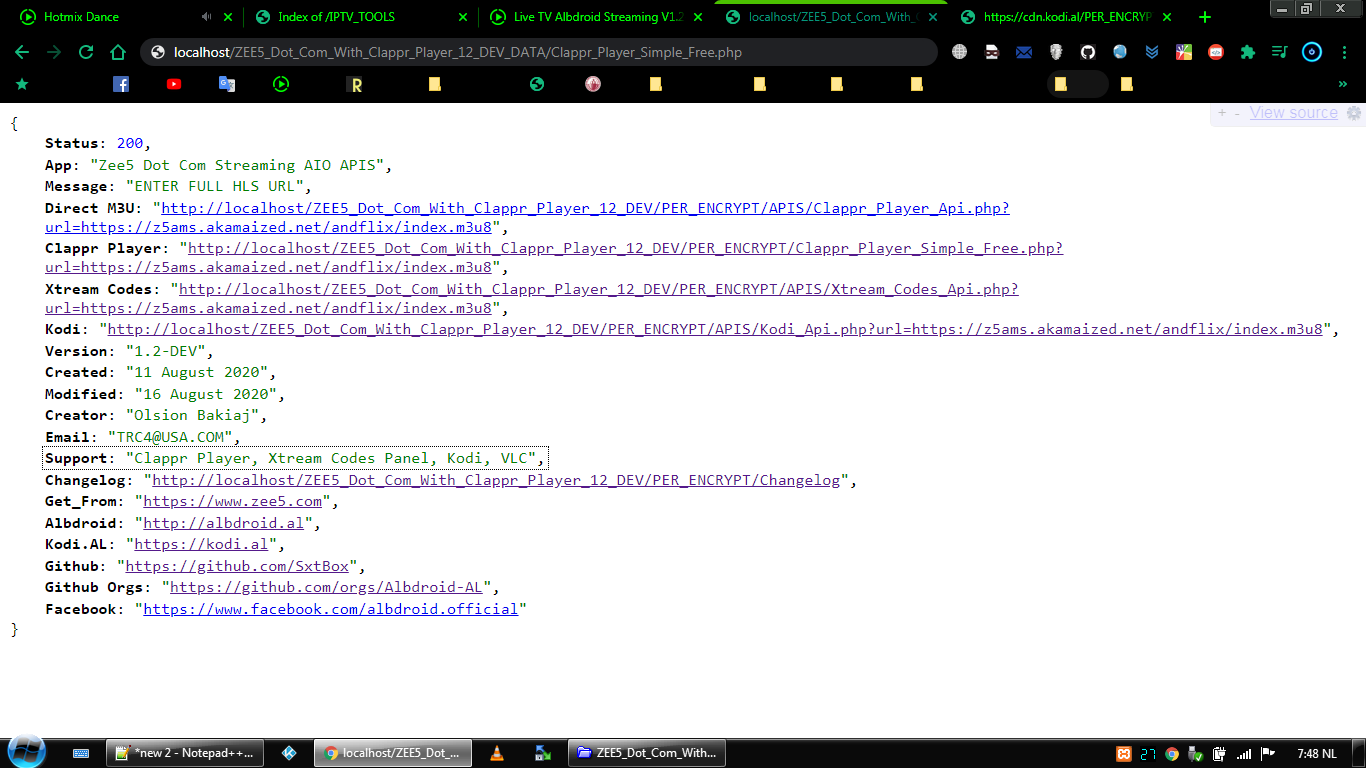 Hotmix Dance
Index of /IPTV_TOOLS
Live TV Albdroid Streaming V1.2
localhost/ZEE5_Dot_Com_With_C
https://cdn.kodi.al/PER_ENCRYP
localhost/ZEE5_Dot_Com_With_Clappr_Player_12_DEV_DATA/Clappr_Player_Simple_Free.php
+ - View source
{
Status: 200,
App: "Zee5 Dot Com Streaming AIO APIS",
Message: "ENTER FULL HLS URL",
Direct M3U: "http://localhost/ZEE5_Dot_Com_With_Clappr_Player_12_DEV/PER_ENCRYPT/APIS/Clappr_Player_Api.php?
url=https://z5ams.akamaized.net/andflix/index.m3u8",
Clappr Player: "http://localhost/ZEE5_Dot_Com_With_Clappr_Player_12_DEV/PER_ENCRYPT/Clappr_Player_Simple_Free.php?
url=https://z5ams.akamaized.net/andflix/index.m3u8",
Xtream Codes: "http://localhost/ZEE5_Dot_Com_With_Clappr_Player_12_DEV/PER_ENCRYPT/APIS/Xtream_Codes_Api.php?
url=https://z5ams.akamaized.net/andflix/index.m3u8",
Kodi: "http://localhost/ZEE5_Dot_Com_With_Clappr_Player_12_DEV/PER_ENCRYPT/APIS/Kodi_Api.php?url=https://z5ams.akamaized.net/andflix/index.m3u8",
Version: "1.2-DEV",
Created: "11 August 2020",
Modified: "16 August 2020",
Creator: "Olsion Bakiaj",
Email: "TRC4@USA.COM",
Support: "Clappr Player, Xtream Codes Panel, Kodi, VLC",
Changelog: "http://localhost/ZEE5_Dot_Com_With_Clappr_Player_12_DEV/PER_ENCRYPT/Changelog",
Get_From: "https://www.zee5.com",
Albdroid: "http://albdroid.al",
Kodi.AL: "https://kodi.al",
Github: "https://github.com/SxtBox",
Github Orgs: "https://github.com/orgs/Albdroid-AL",
Facebook: "https://www.facebook.com/albdroid.official"
}
*new 2 - Notepad++...
localhost/ZEE5_Dot_...
ZEE5_Dot_Com_With...
27
7:48 NL